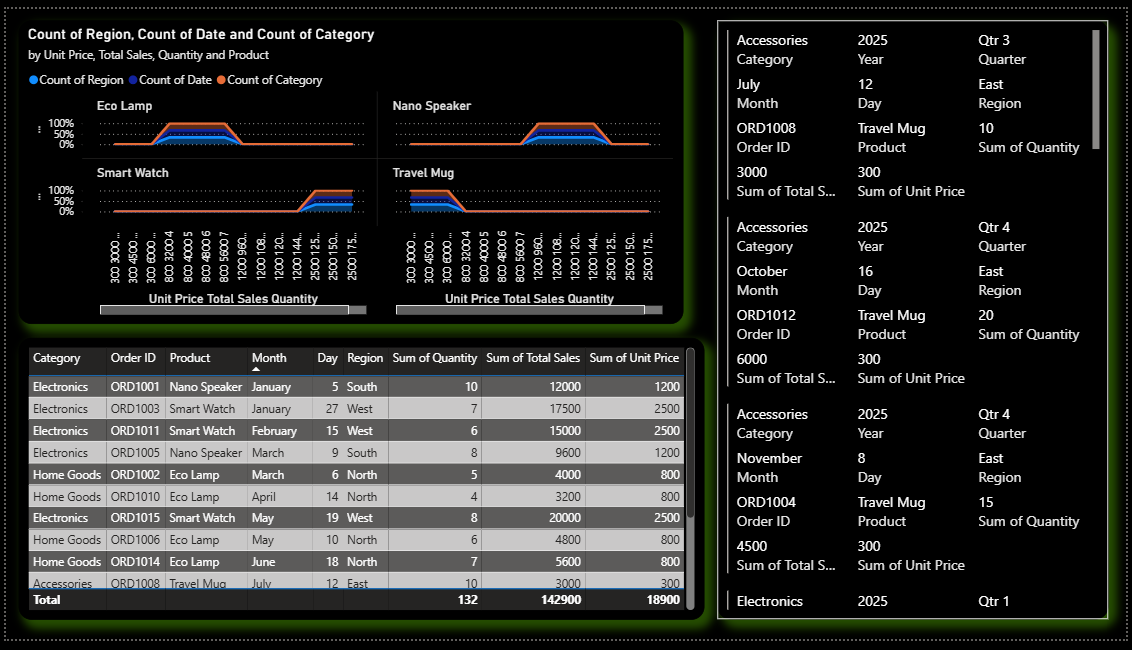 Count of Region, Count of Date and Count of Category
by Unit Price, Total Sales, Quantity and Product
Count of Region Count of Date Count of Category
Eco Lamp Nano Speaker
100%
50%
0%
Smart Watch Travel Mug
100%
50%
0%
300 3000 ...
300 4500 ...
300 6000 ...
800 3200 4
800 4000 5
800 4800 6
800 5600 7
1200 960...
1200 108...
1200 120...
1200 144...
2500 125...
2500 150...
2500 175...
300 3000 ...
300 4500 ...
300 6000 ...
800 3200 4
800 4000 5
800 4800 6
800 5600 7
1200 960...
1200 108...
1200 120...
1200 144...
2500 125...
2500 150...
2500 175...
Unit Price Total Sales Quantity Unit Price Total Sales Quantity
Category Order ID Product Month Day Region Sum of Quantity Sum of Total Sales Sum of Unit Price
Electronics ORD1001 Nano Speaker January 5 South 10 12000 1200
Electronics ORD1003 Smart Watch January 27 West 7 17500 2500
Electronics ORD1011 Smart Watch February 15 West 6 15000 2500
Electronics ORD1005 Nano Speaker March 9 South 8 9600 1200
Home Goods ORD1002 Eco Lamp March 6 North 5 4000 800
Home Goods ORD1010 Eco Lamp April 14 North 4 3200 800
Electronics ORD1015 Smart Watch May 19 West 8 20000 2500
Home Goods ORD1006 Eco Lamp May 10 North 6 4800 800
Home Goods ORD1014 Eco Lamp June 18 North 7 5600 800
Accessories ORD1008 Travel Mug July 12 East 10 3000 300
Total 132 142900 18900
Accessories 2025 Qtr 3
Category Year Quarter
July 12 East
Month Day Region
ORD1008 Travel Mug 10
Order ID Product Sum of Quantity
3000 300
Sum of Total S... Sum of Unit Price
Accessories 2025 Qtr 4
Category Year Quarter
October 16 East
Month Day Region
ORD1012 Travel Mug 20
Order ID Product Sum of Quantity
6000 300
Sum of Total S... Sum of Unit Price
Accessories 2025 Qtr 4
Category Year Quarter
November 8 East
Month Day Region
ORD1004 Travel Mug 15
Order ID Product Sum of Quantity
4500 300
Sum of Total S... Sum of Unit Price
Electronics 2025 Qtr 1